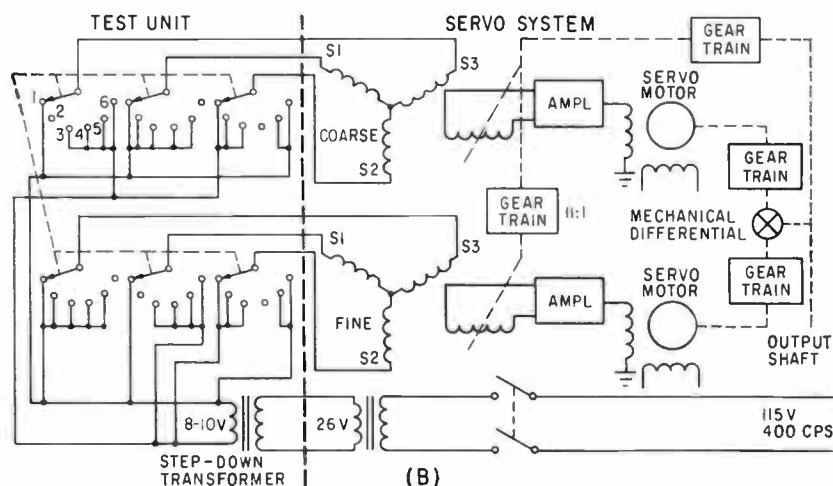 TEST UNIT
SERVO SYSTEM
GEAR
TRAIN
S1
S3
SERVO
MOTOR
AMPL
1
2
3
4
5
6
COARSE
S2
GEAR
TRAIN
GEAR
TRAIN
11:1
MECHANICAL
DIFFERENTIAL
S1
S3
SERVO
MOTOR
GEAR
TRAIN
AMPL
FINE
S2
OUTPUT
SHAFT
8-10V
26V
115V
400 CPS
STEP-DOWN
TRANSFORMER
(B)